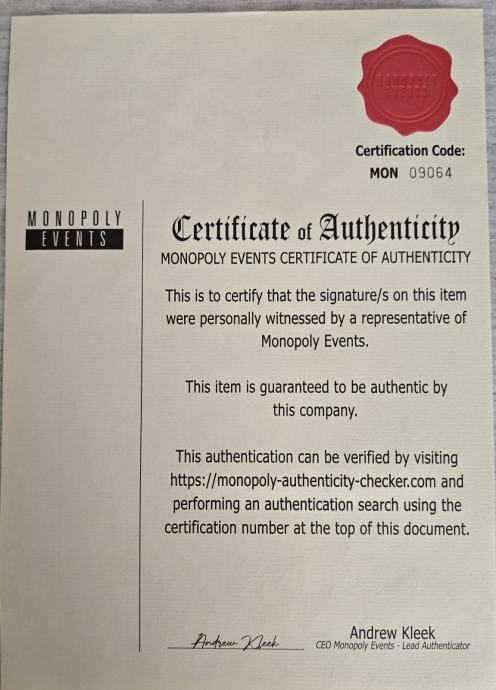 MONOPOLY
EVENTS
Certification Code:
MON 09064
MONOPOLY
EVENTS
Certificate of Authenticity
MONOPOLY EVENTS CERTIFICATE OF AUTHENTICITY
This is to certify that the signature/s on this item
were personally witnessed by a representative of
Monopoly Events.
This item is guaranteed to be authentic by
this company.
This authentication can be verified by visiting
https://monopoly-authenticity-checker.com and
performing an authentication search using the
certification number at the top of this document.
Andrew Kleek
Andrew Kleek
CEO Monopoly Events - Lead Authenticator